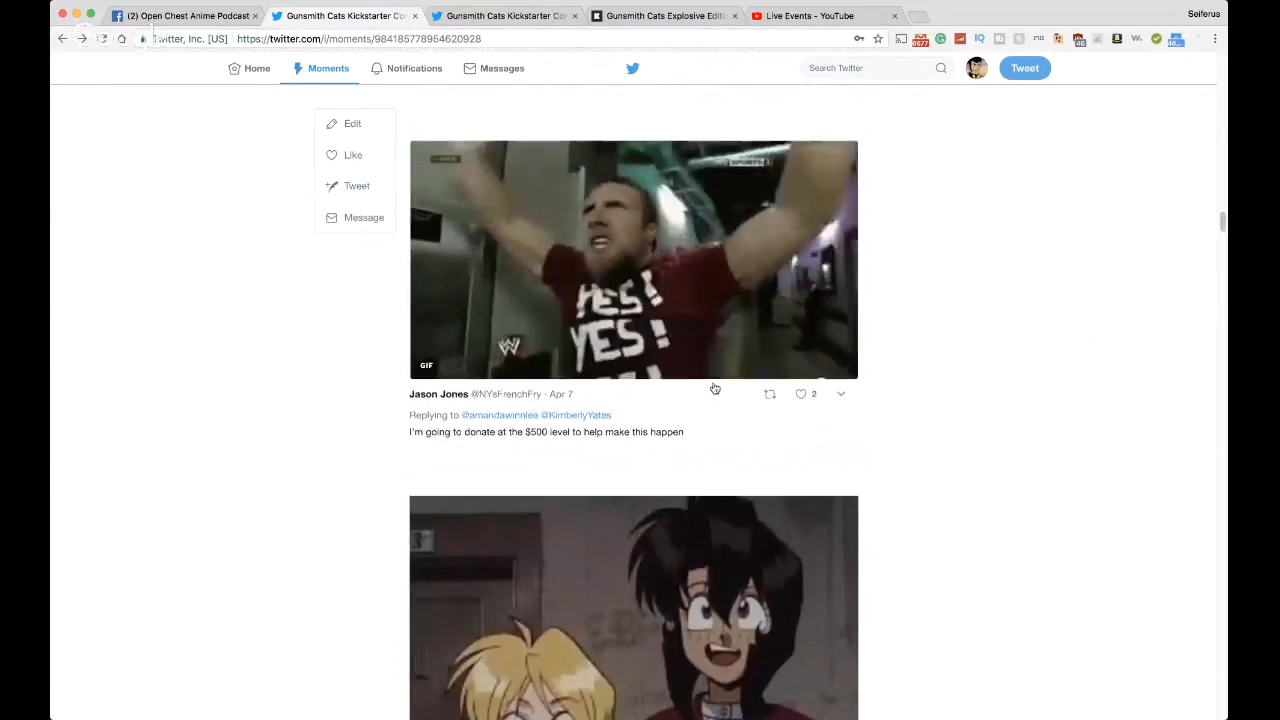 (2) Open Chest Anime Podcast
Gunsmith Cats Kickstarter Co
Gunsmith Cats Kickstarter Co
Gunsmith Cats Explosive Editi
Live Events - YouTube
Seiferus
Twitter, Inc. [US]
https://twitter.com/i/moments/984185778954620928
6677
Home
Moments
Notifications
Messages
Search Twitter
Tweet
Edit
Like
Tweet
Message
YES!
YES!
W
GIF
Jason Jones @NYsFrenchFry · Apr 7
2
Replying to @amandawinnlee @KimberlyYates
I'm going to donate at the $500 level to help make this happen